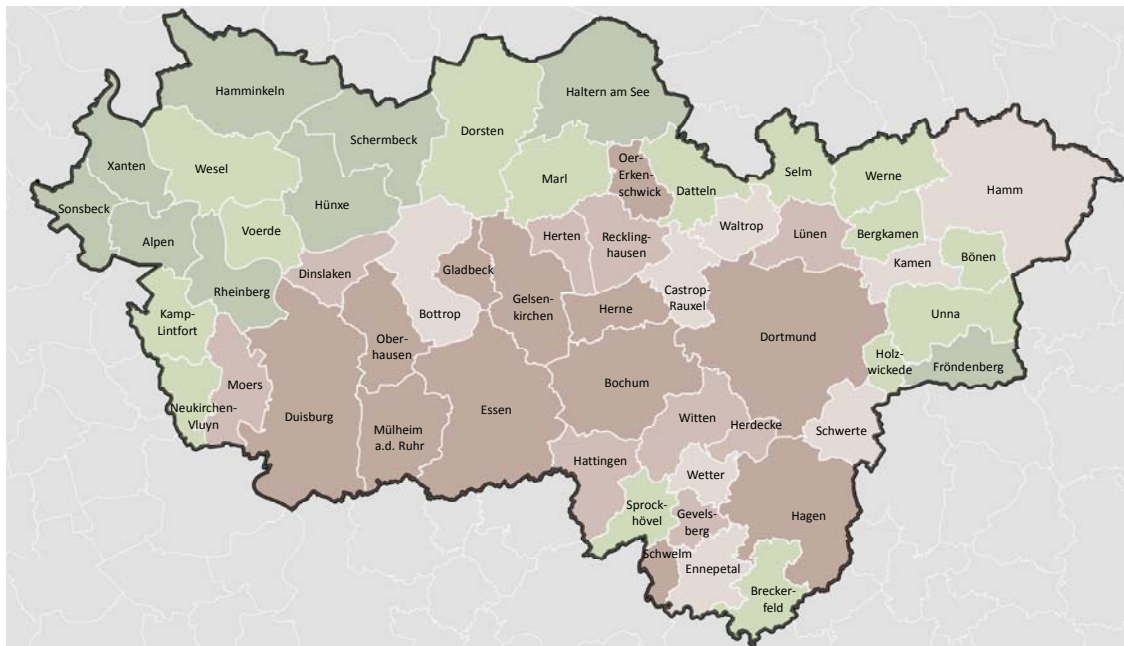 Hamminkeln
Haltern am See
Dorsten
Schermbeck
Xanten
Wesel
Marl
Oer-
Erken-
schwick
Datteln
Selm
Werne
Hamm
Sonsbeck
Hünxe
Alpen
Voerde
Herten
Reckling-
hausen
Waltrop
Lünen
Bergkamen
Kamen
Bönen
Dinslaken
Gladbeck
Rheinberg
Kamp-
Lintfort
Bottrop
Gelsen-
kirchen
Herne
Castrop-
Rauxel
Unna
Ober-
hausen
Dortmund
Holz-
wickede
Fröndenberg
Moers
Bochum
Neukirchen-
Vluyn
Duisburg
Mülheim
a.d. Ruhr
Essen
Witten
Herdecke
Schwerte
Hattingen
Wetter
Sprock-
hövel
Gevels-
berg
Hagen
Schwelm
Ennepetal
Brecker-
feld